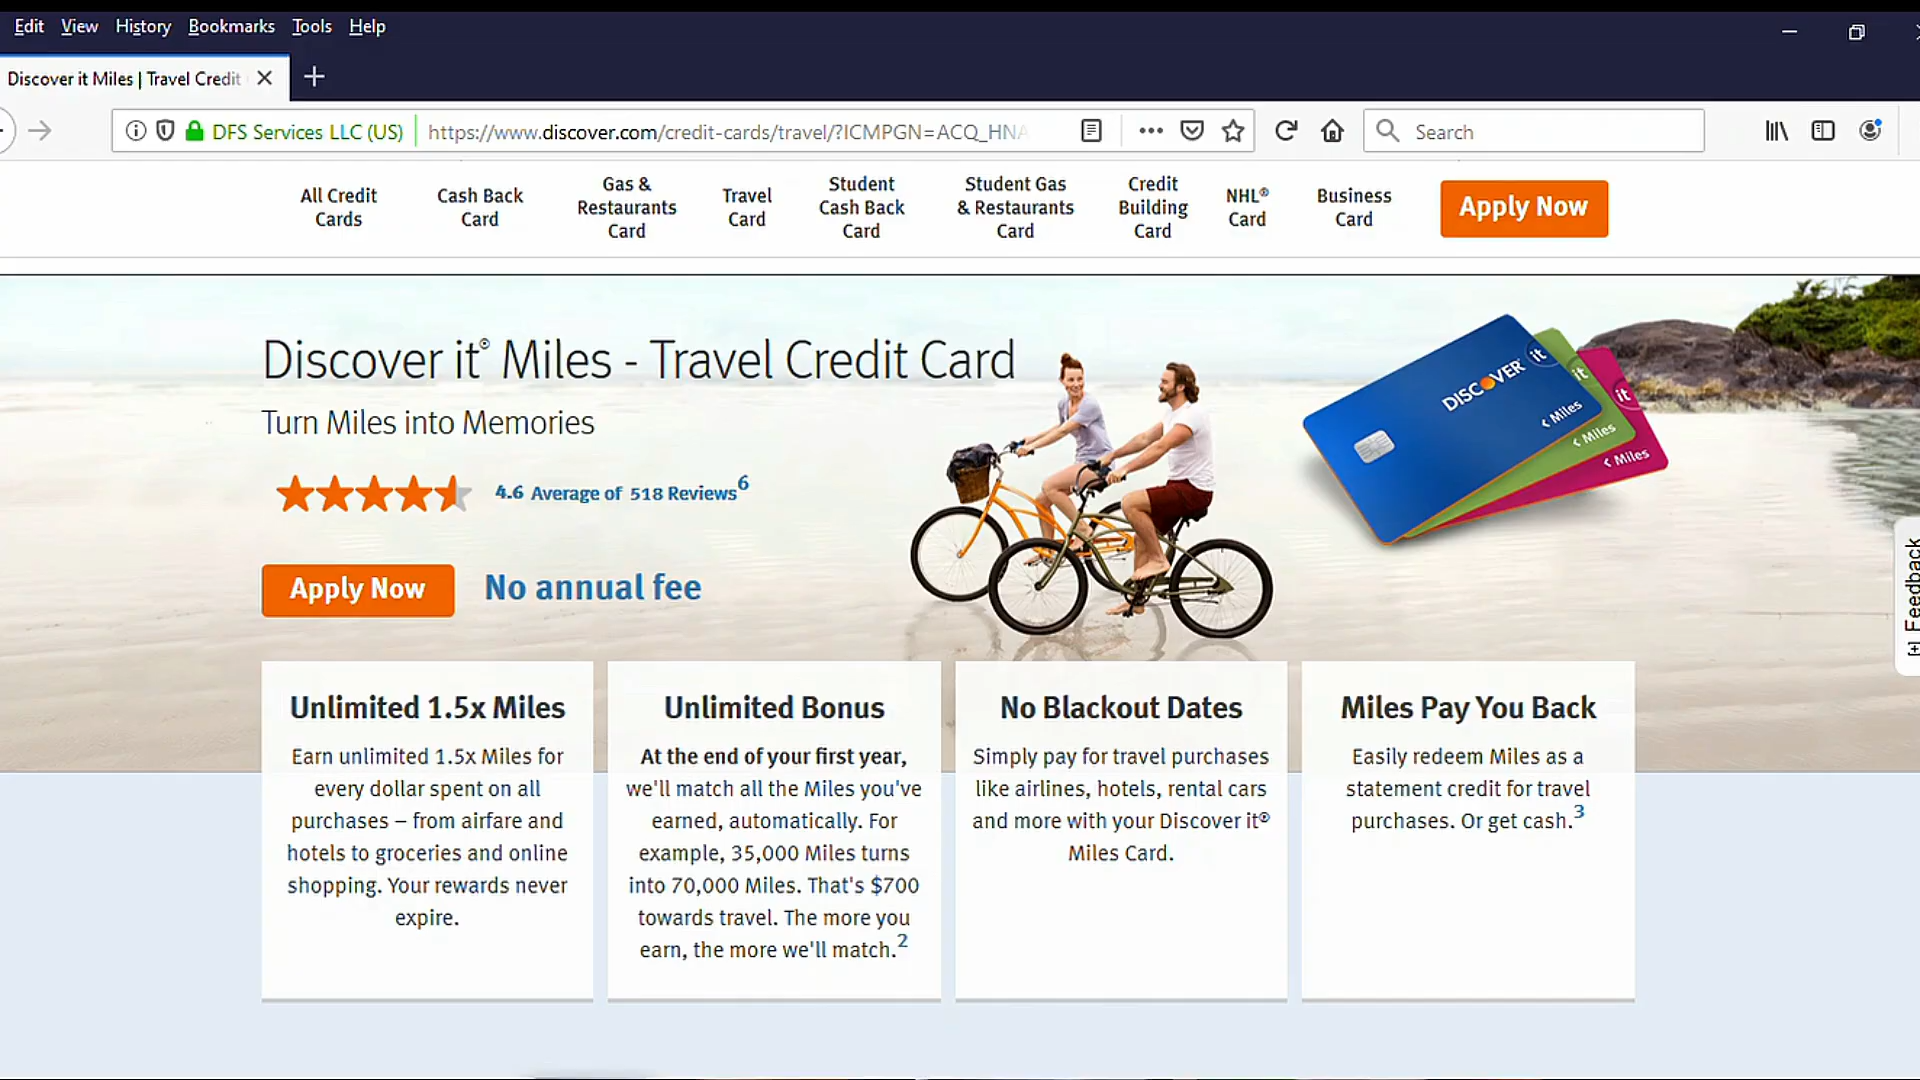 Edit View History Bookmarks Tools Help
Discover it Miles | Travel Credit
DFS Services LLC (US) https://www.discover.com/credit-cards/travel/?ICMPGN=ACQ_HNA
Search
All Credit
Cards
Cash Back
Card
Gas &
Restaurants
Card
Travel
Card
Student
Cash Back
Card
Student Gas
& Restaurants
Card
Credit
Building
Card
NHL®
Card
Business
Card
Apply Now
Discover it® Miles - Travel Credit Card
Turn Miles into Memories
4.6 Average of 518 Reviews6
Apply Now
No annual fee
DISCOVER it
Miles
it
Miles
it
Miles
[+] Feedback
Unlimited 1.5x Miles
Earn unlimited 1.5x Miles for
every dollar spent on all
purchases – from airfare and
hotels to groceries and online
shopping. Your rewards never
expire.
Unlimited Bonus
At the end of your first year,
we'll match all the Miles you've
earned, automatically. For
example, 35,000 Miles turns
into 70,000 Miles. That's $700
towards travel. The more you
earn, the more we'll match.2
No Blackout Dates
Simply pay for travel purchases
like airlines, hotels, rental cars
and more with your Discover it®
Miles Card.
Miles Pay You Back
Easily redeem Miles as a
statement credit for travel
purchases. Or get cash.3